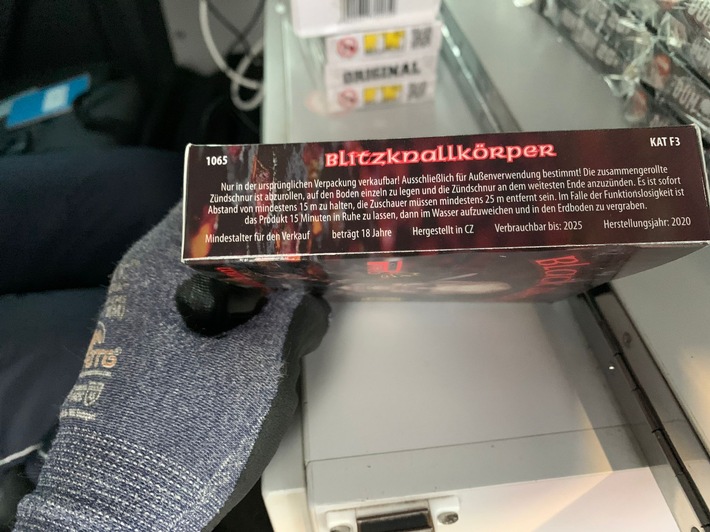 ORIGINAL
1065
Blitzknallkörper
KAT F3
Nur in der ursprünglichen Verpackung verkaufbar! Ausschließlich für Außenverwendung bestimmt! Die zusammengerollte
Zündschnur ist abzurollen, auf den Boden einzeln zu legen und die Zündschnur an dem weitesten Ende anzuzünden. Es ist sofort
Abstand von mindestens 15 m zu halten, die Zuschauer müssen mindestens 25 m entfernt sein. Im Falle der Funktionslosigkeit ist
das Produkt 15 Minuten in Ruhe zu lassen, dann im Wasser aufzuweichen und in den Erdboden zu vergraben.
Mindestalter für den Verkauf beträgt 18 Jahre Hergestellt in CZ Verbrauchbar bis: 2025 Herstellungsjahr: 2020